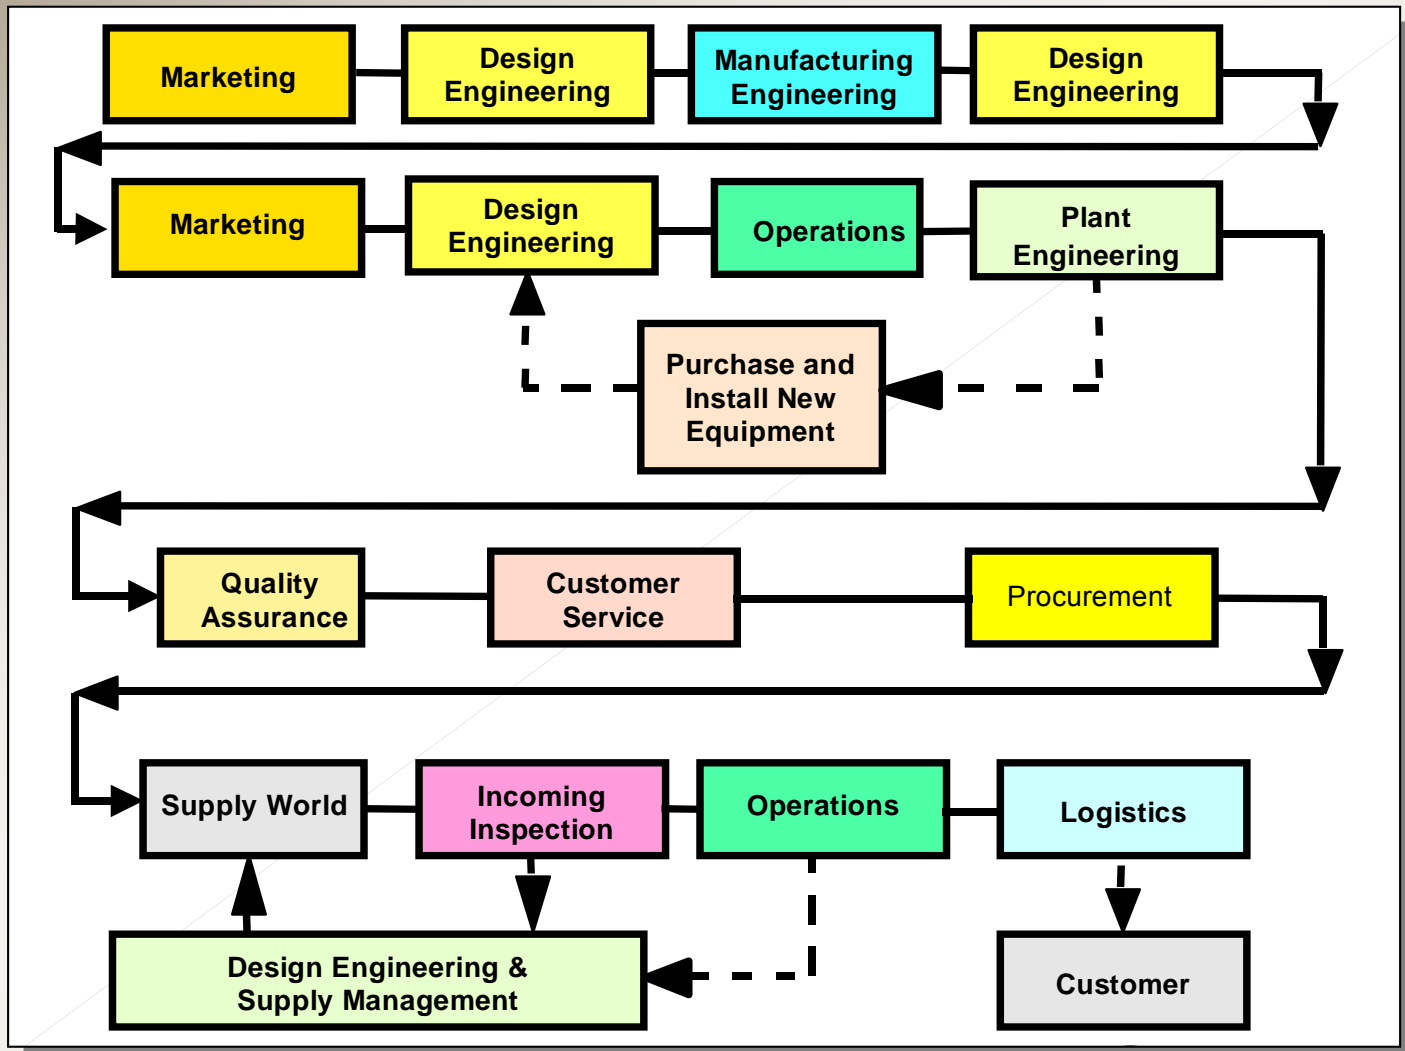 Marketing
Design
Engineering
Manufacturing
Engineering
Design
Engineering
Marketing
Design
Engineering
Operations
Plant
Engineering
Purchase and
Install New
Equipment
Quality
Assurance
Customer
Service
Procurement
Supply World
Incoming
Inspection
Operations
Logistics
Design Engineering &
Supply Management
Customer